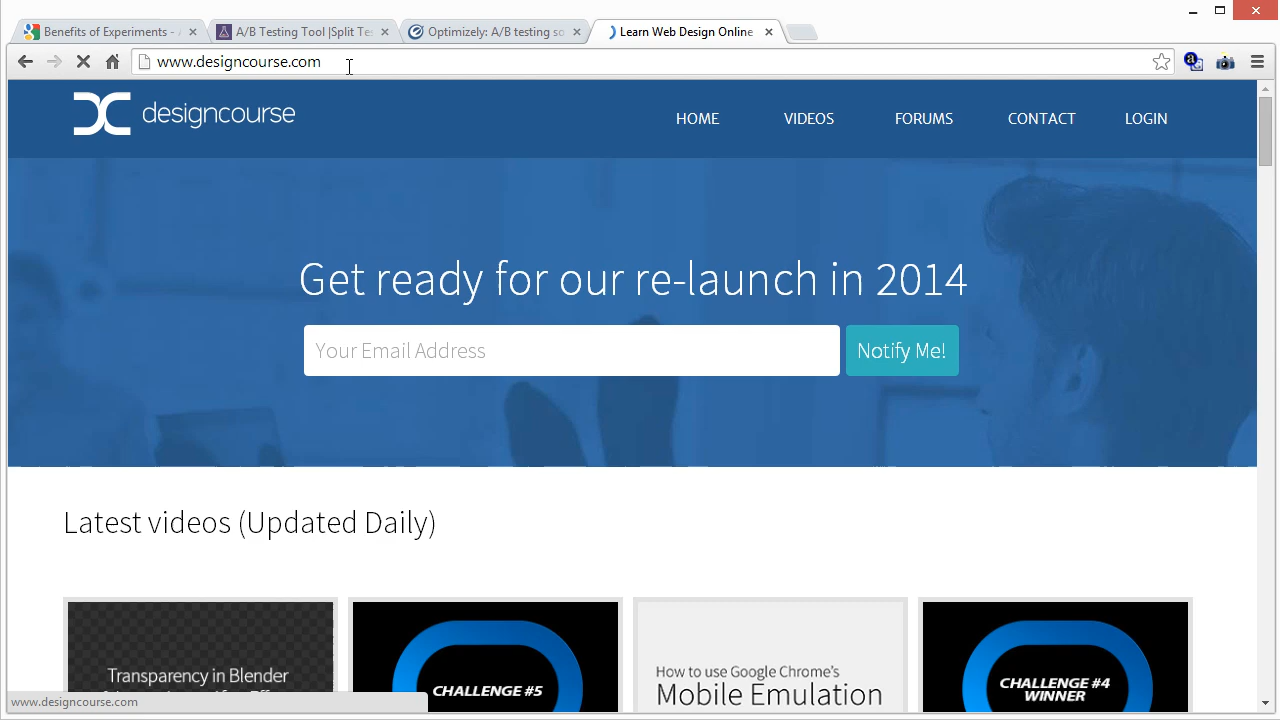 Benefits of Experiments - A
A/B Testing Tool |Split Tes
Optimizely: A/B testing so
Learn Web Design Online
www.designcourse.com
designcourse
HOME
VIDEOS
FORUMS
CONTACT
LOGIN
Get ready for our re-launch in 2014
Your Email Address
Notify Me!
Latest videos (Updated Daily)
Transparency in Blender
CHALLENGE #5
How to use Google Chrome's
Mobile Emulation
CHALLENGE #4
WINNER
www.designcourse.com